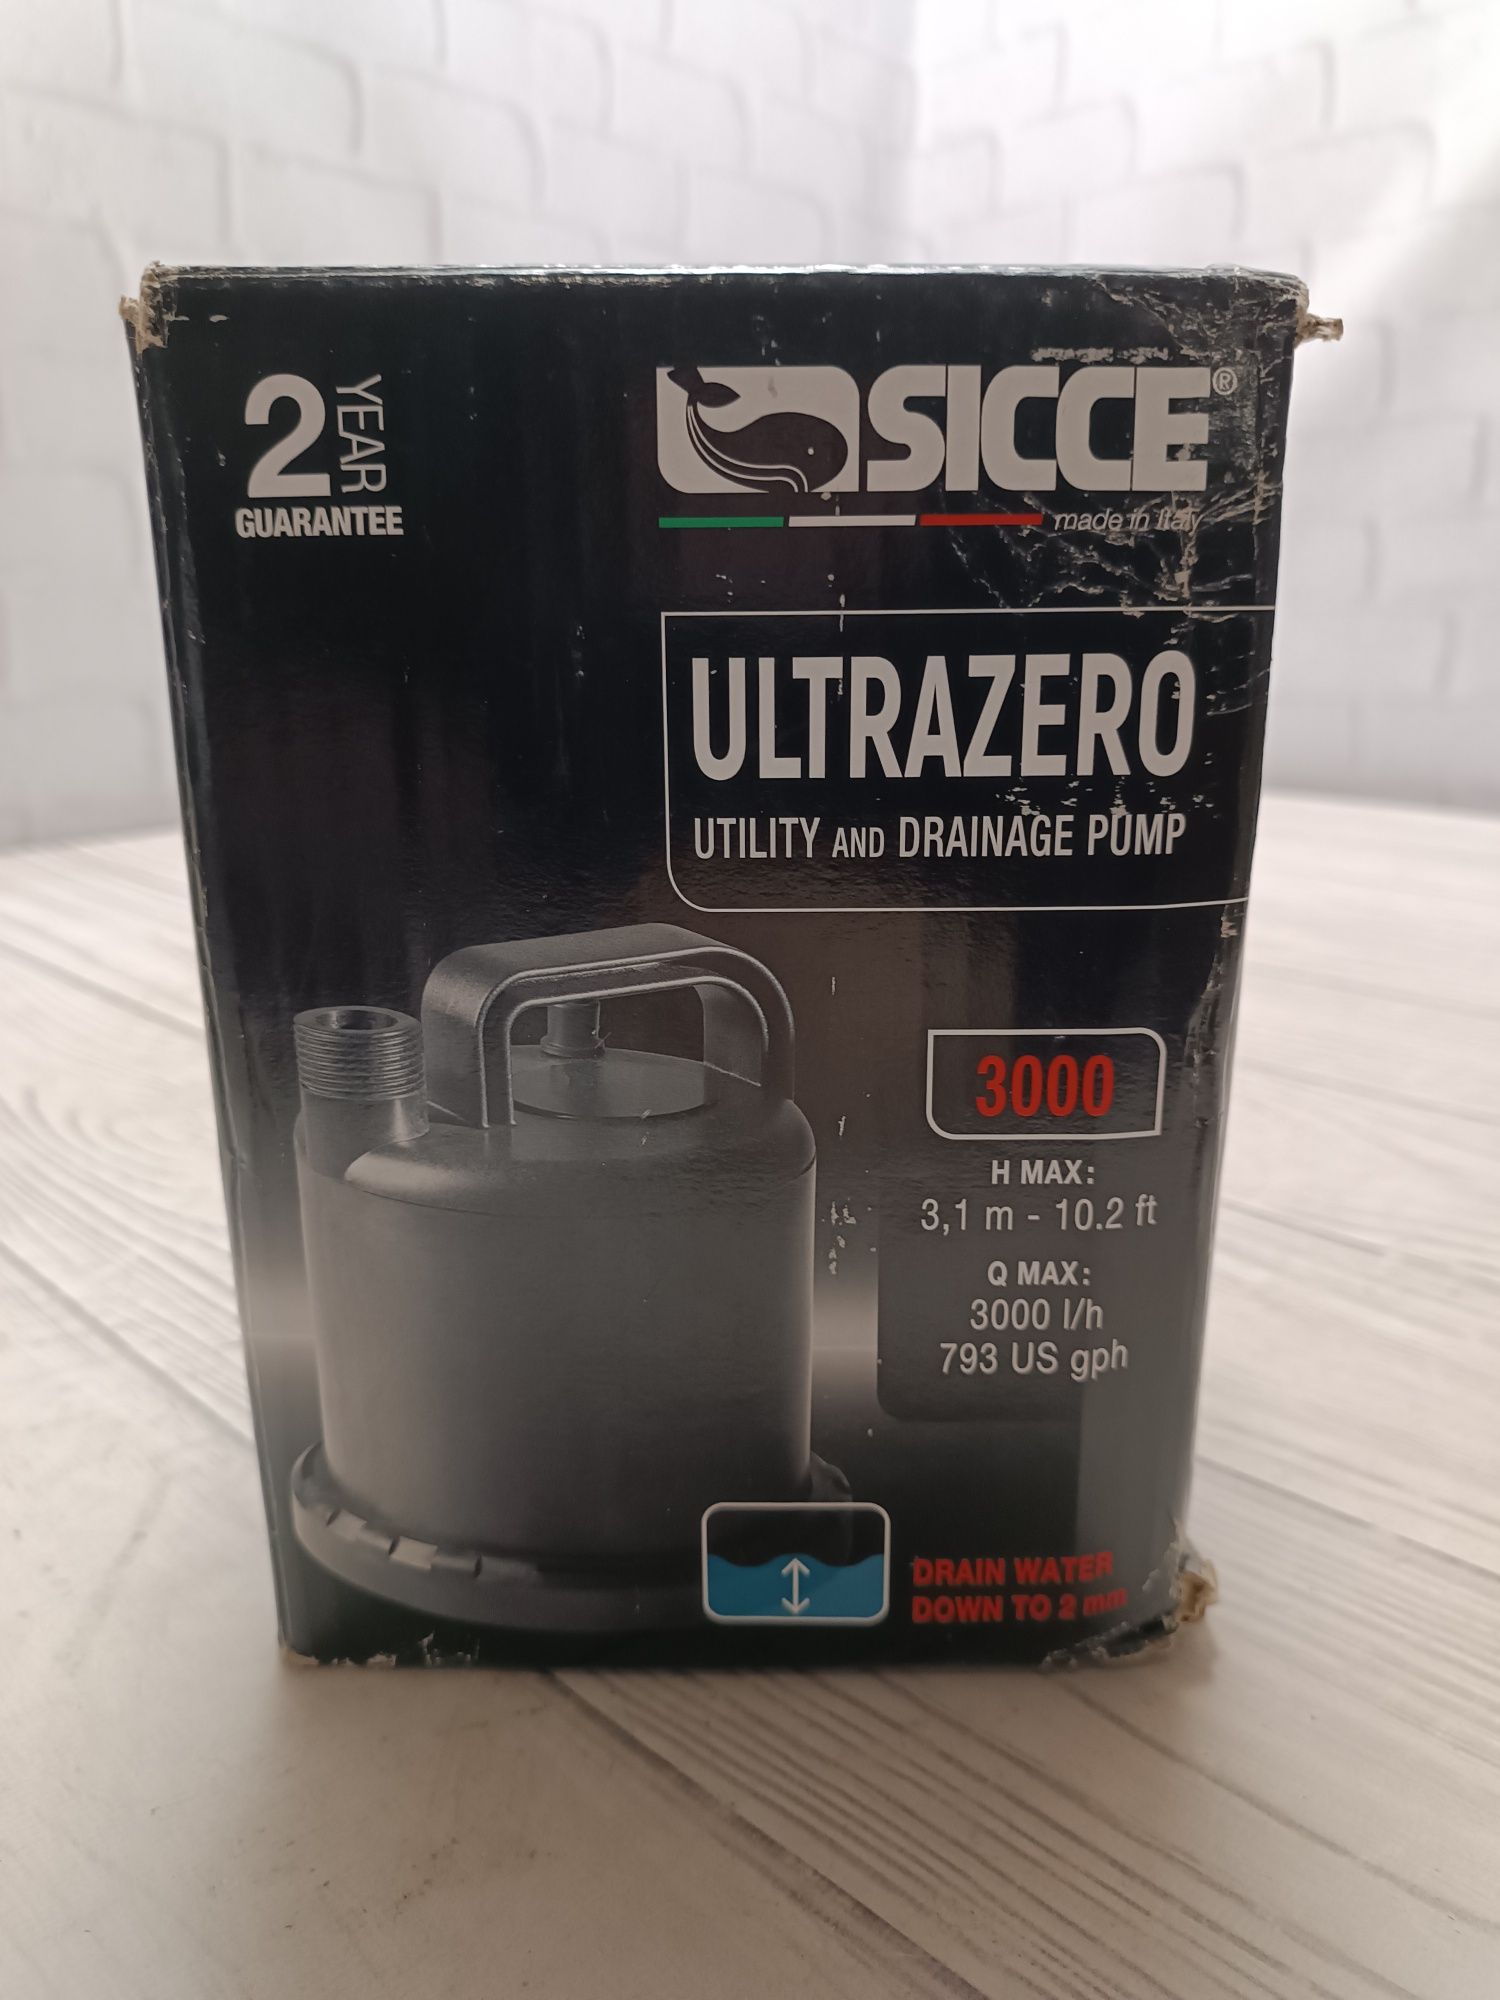 2 YEAR
GUARANTEE
SICCE®
made in Italy
ULTRAZERO
UTILITY AND DRAINAGE PUMP
3000
H MAX:
3,1 m - 10.2 ft
Q MAX:
3000 l/h
793 US gph
DRAIN WATER
DOWN TO 2 mm